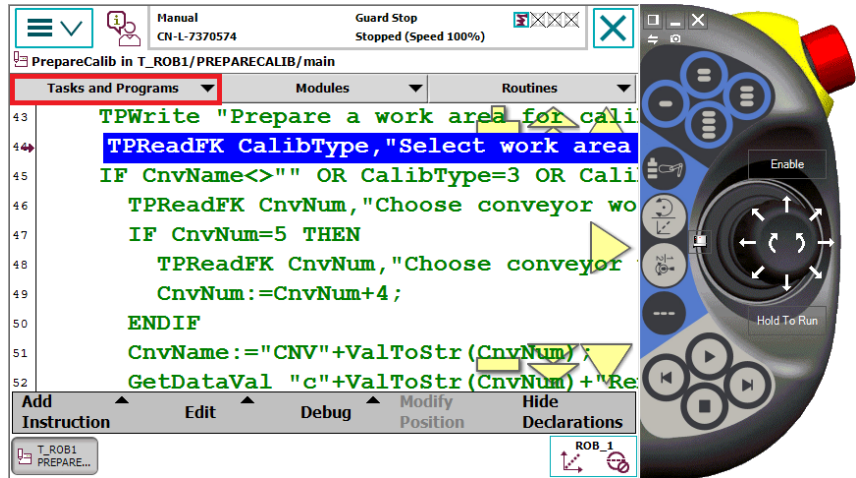 Manual
CN-L-7370574
Guard Stop
Stopped (Speed 100%)
PrepareCalib in T_ROB1/PREPARECALIB/main
Tasks and Programs
Modules
Routines
43 TPWrite "Prepare a work area for cali
44 TPReadFK CalibType,"Select work area
45 IF CnvName<>"" OR CalibType=3 OR Cali
46 TPReadFK CnvNum,"Choose conveyor wo
47 IF CnvNum=5 THEN
48 TPReadFK CnvNum,"Choose conveyor
49 CnvNum:=CnvNum+4;
50 ENDIF
51 CnvName:="CNV"+ValToStr(CnvNum);
52 GetDataVal "c"+ValToStr(CnvNum)+"Re
Add Instruction
Edit
Debug
Modify Position
Hide Declarations
T_ROB1
PREPARE...
ROB_1
Enable
Hold To Run